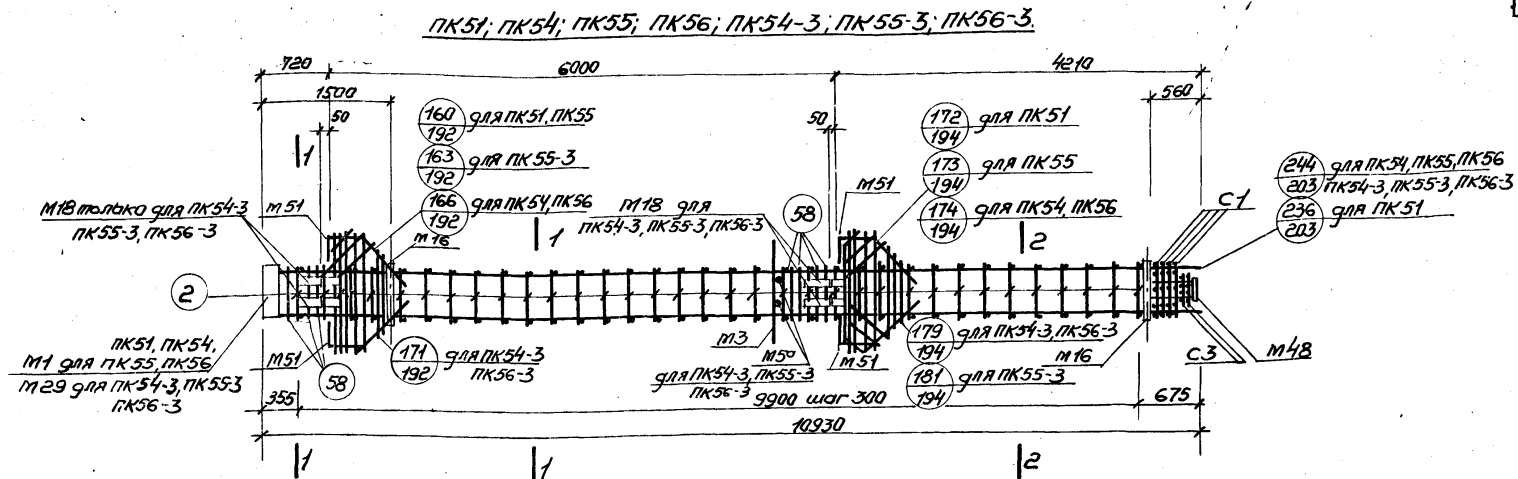 ПК51; ПК54; ПК55; ПК56; ПК54-3; ПК55-3; ПК56-3.
720
6000
4210
1500
560
50
50
160
192
для ПК51, ПК55
163
192
для ПК55-3
166
192
для ПК54, ПК56
172
194
для ПК51
173
194
для ПК55
174
194
для ПК54, ПК56
244
203
для ПК54, ПК55, ПК56
ПК54-3, ПК55-3, ПК56-3
236
203
для ПК51
1
М18 только для ПК54-3
ПК55-3, ПК56-3
М51
М16
1
М18 для
ПК54-3, ПК55-3, ПК56-3
58
М51
2
С1
2
ПК51, ПК54,
М1 для ПК55, ПК56
М29 для ПК54-3, ПК55-3
ПК56-3
М51
58
171
192
для ПК54-3
ПК56-3
М3
М50
для ПК54-3, ПК55-3
ПК56-3
М51
179
194
для ПК54-3, ПК56-3
181
194
для ПК55-3
М16
С3
М48
355
9900 шаг 300
675
10930
1
1
2